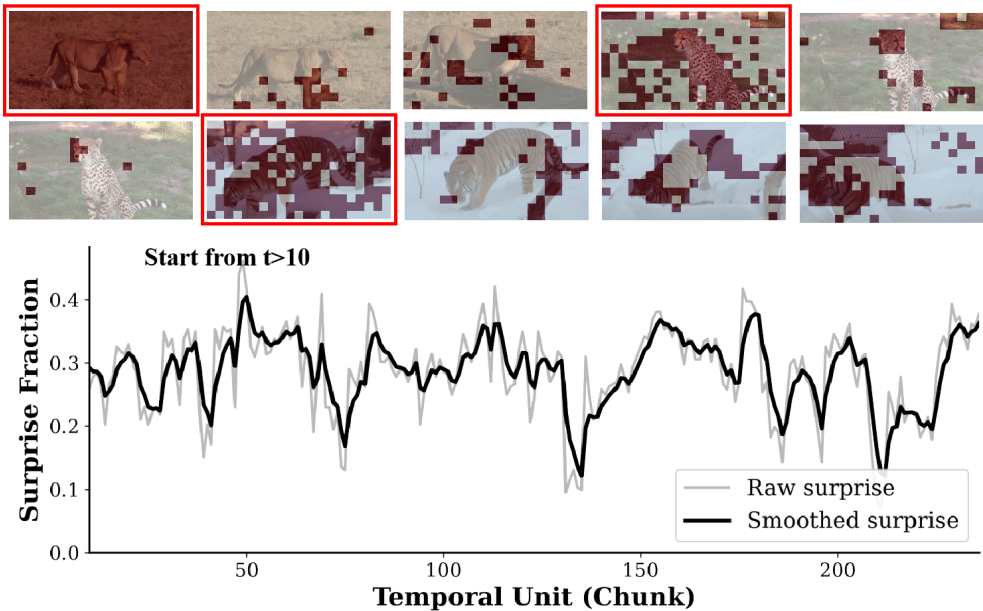 Start from t>10
Surprise Fraction
0.4
0.3
0.2
0.1
0.0
50
100
150
200
Temporal Unit (Chunk)
Raw surprise
Smoothed surprise